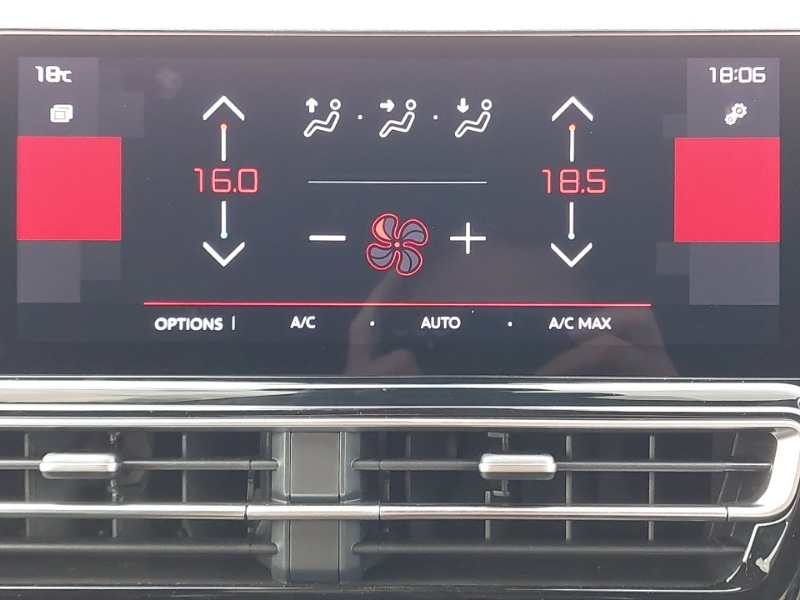 18℃
18:06
16.0
18.5
OPTIONS
A/C
AUTO
A/C MAX